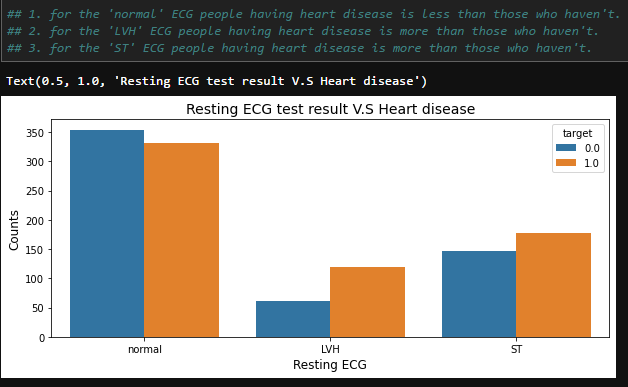 ## 1. for the 'normal' ECG people having heart disease is less than those who haven't.
## 2. for the 'LVH' ECG people having heart disease is more than those who haven't.
## 3. for the 'ST' ECG people having heart disease is more than those who haven't.
Text(0.5, 1.0, 'Resting ECG test result V.S Heart disease')
Resting ECG test result V.S Heart disease
target
0.0
1.0
350
300
250
200
150
100
50
0
Counts
normal LVH ST
Resting ECG